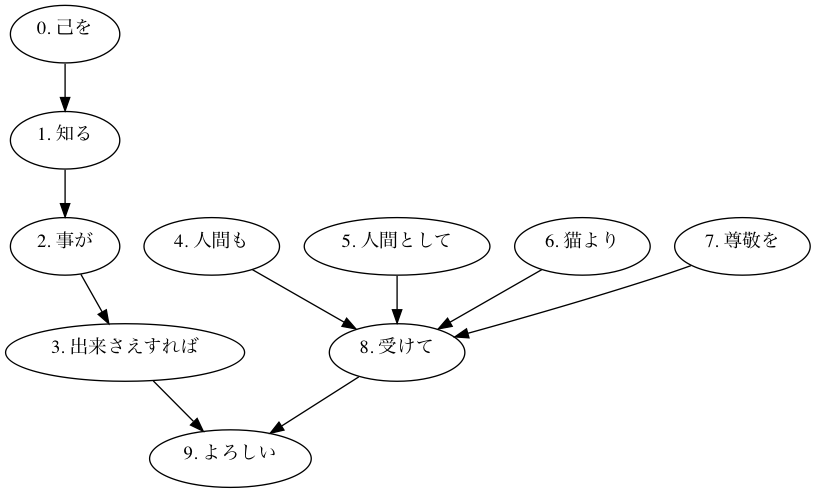 0. 己を
1. 知る
2. 事が
4. 人間も
5. 人間として
6. 猫より
7. 尊敬を
3. 出来さえすれば
8. 受けて
9. よろしい